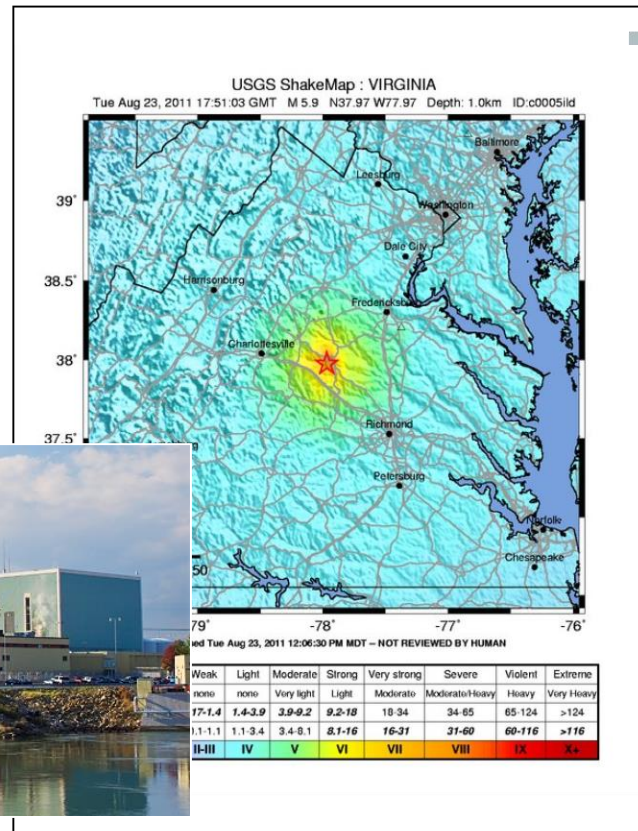 USGS ShakeMap : VIRGINIA
Tue Aug 23, 2011 17:51:03 GMT M 5.9 N37.97 W77.97 Depth: 1.0km ID:c0005ild
Baltimore
Leesburg
39°
Washington
Dale City
38.5°
Harrisonburg
Fredericksburg
Charlottesville
38°
Richmond
37.5°
Petersburg
Norfolk
50
Chesapeake
79° -78° -77° -76°
Tue Aug 23, 2011 12:06:30 PM MDT – NOT REVIEWED BY HUMAN
Weak Light Moderate Strong Very strong Severe Violent Extreme
none none Very light Light Moderate Moderate/Heavy Heavy Very Heavy
17-1.4 1.4-3.9 3.9-9.2 9.2-18 18-34 34-65 65-124 >124
0.1-1.1 1.1-3.4 3.4-8.1 8.1-16 16-31 31-60 60-116 >116
II-III IV V VI VII VIII IX X+